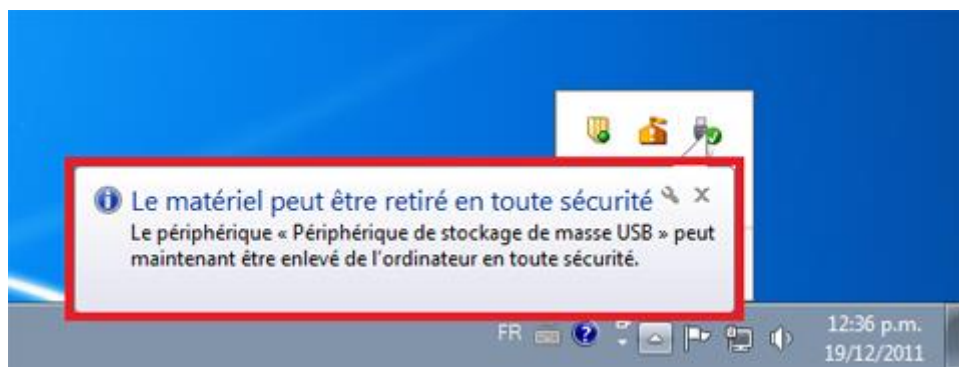 Le matériel peut être retiré en toute sécurité
Le périphérique « Périphérique de stockage de masse USB » peut
maintenant être enlevé de l'ordinateur en toute sécurité.
FR
12:36 p.m.
19/12/2011